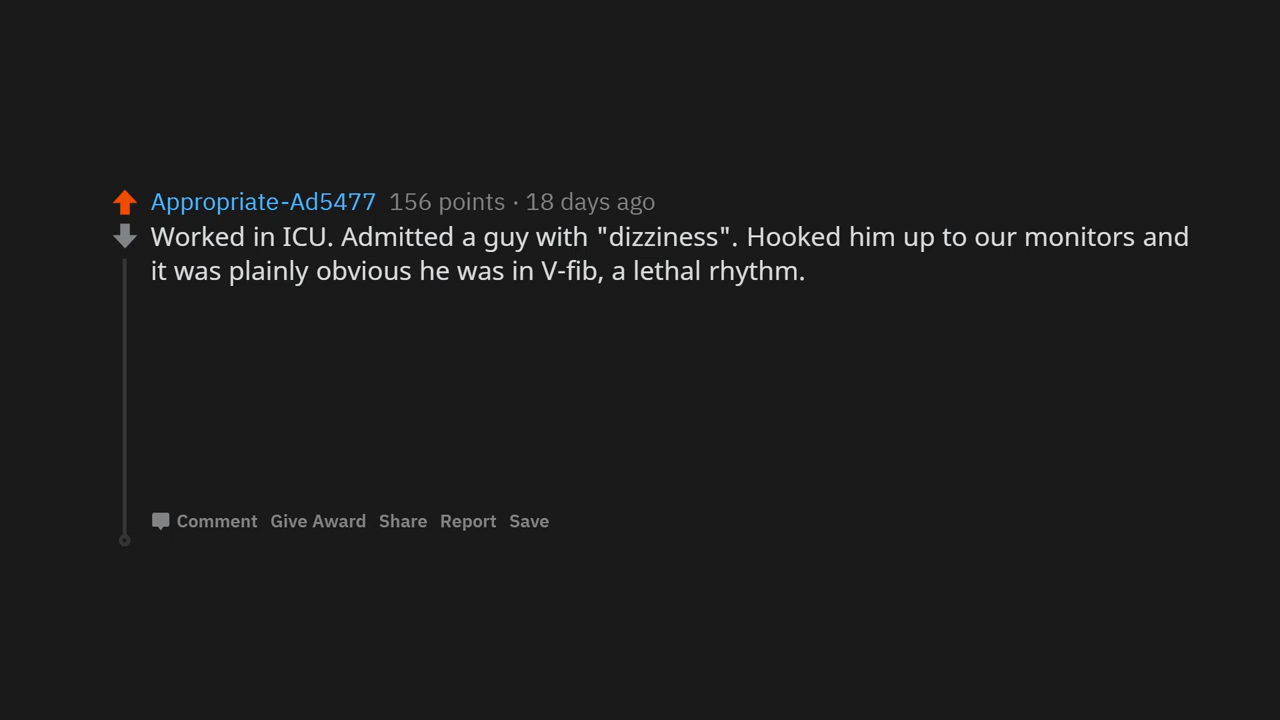 Appropriate-Ad5477 156 points · 18 days ago
Worked in ICU. Admitted a guy with "dizziness". Hooked him up to our monitors and
it was plainly obvious he was in V-fib, a lethal rhythm.
Comment Give Award Share Report Save